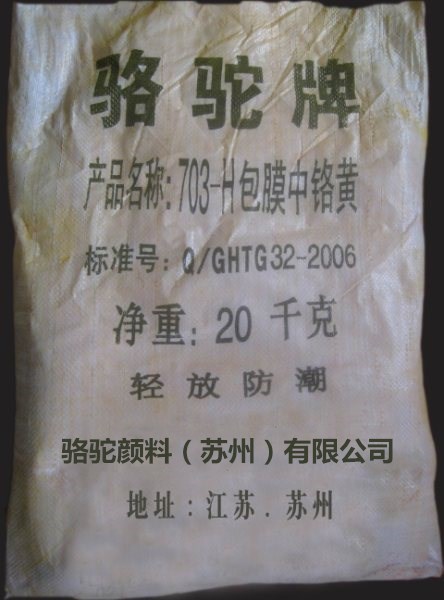 骆驼牌
产品名称:703-H包膜中铬黄
标准号:Q/GHTG32-2006
净重:20千克
轻放防潮
骆驼颜料(苏州)有限公司
地址:江苏.苏州